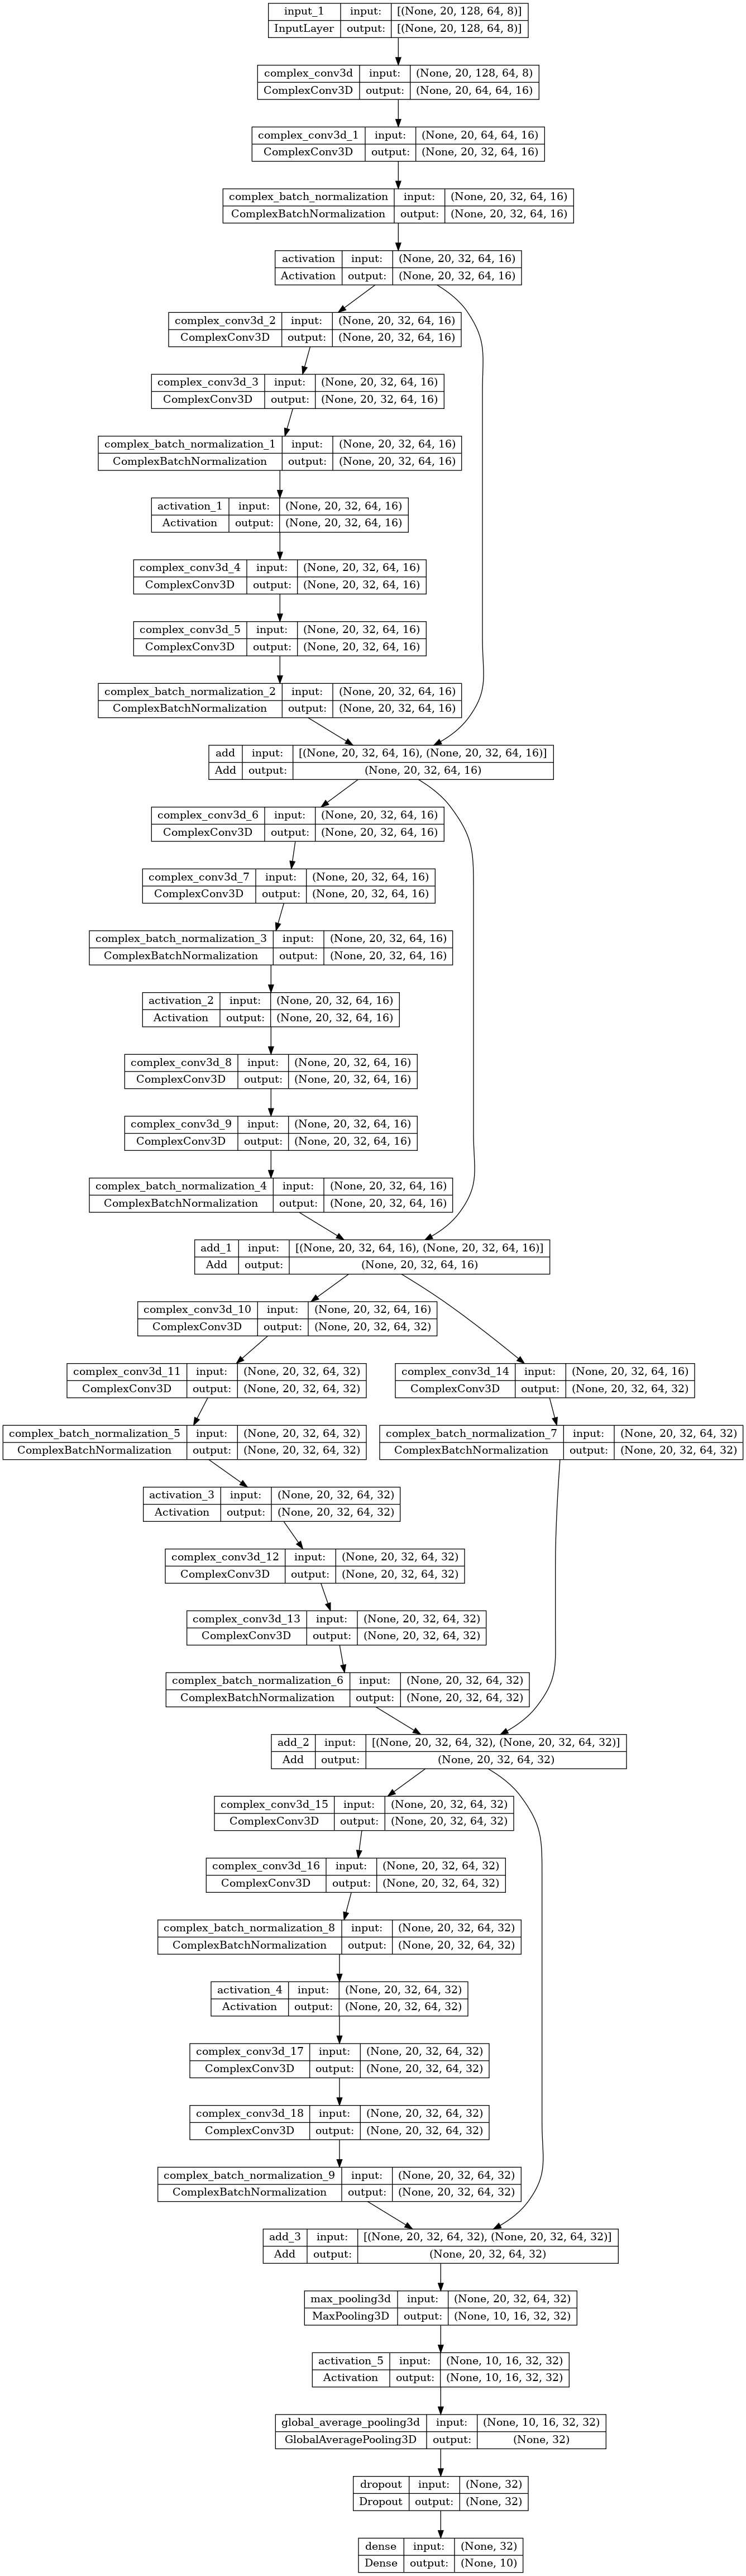 input_1 input: [(None, 20, 128, 64, 8)]
InputLayer output: [(None, 20, 128, 64, 8)]
complex_conv3d input: (None, 20, 128, 64, 8)
ComplexConv3D output: (None, 20, 64, 64, 16)
complex_conv3d_1 input: (None, 20, 64, 64, 16)
ComplexConv3D output: (None, 20, 32, 64, 16)
complex_batch_normalization input: (None, 20, 32, 64, 16)
ComplexBatchNormalization output: (None, 20, 32, 64, 16)
activation input: (None, 20, 32, 64, 16)
Activation output: (None, 20, 32, 64, 16)
complex_conv3d_2 input: (None, 20, 32, 64, 16)
ComplexConv3D output: (None, 20, 32, 64, 16)
complex_conv3d_3 input: (None, 20, 32, 64, 16)
ComplexConv3D output: (None, 20, 32, 64, 16)
complex_batch_normalization_1 input: (None, 20, 32, 64, 16)
ComplexBatchNormalization output: (None, 20, 32, 64, 16)
activation_1 input: (None, 20, 32, 64, 16)
Activation output: (None, 20, 32, 64, 16)
complex_conv3d_4 input: (None, 20, 32, 64, 16)
ComplexConv3D output: (None, 20, 32, 64, 16)
complex_conv3d_5 input: (None, 20, 32, 64, 16)
ComplexConv3D output: (None, 20, 32, 64, 16)
complex_batch_normalization_2 input: (None, 20, 32, 64, 16)
ComplexBatchNormalization output: (None, 20, 32, 64, 16)
add input: [(None, 20, 32, 64, 16), (None, 20, 32, 64, 16)]
Add output: (None, 20, 32, 64, 16)
complex_conv3d_6 input: (None, 20, 32, 64, 16)
ComplexConv3D output: (None, 20, 32, 64, 16)
complex_conv3d_7 input: (None, 20, 32, 64, 16)
ComplexConv3D output: (None, 20, 32, 64, 16)
complex_batch_normalization_3 input: (None, 20, 32, 64, 16)
ComplexBatchNormalization output: (None, 20, 32, 64, 16)
activation_2 input: (None, 20, 32, 64, 16)
Activation output: (None, 20, 32, 64, 16)
complex_conv3d_8 input: (None, 20, 32, 64, 16)
ComplexConv3D output: (None, 20, 32, 64, 16)
complex_conv3d_9 input: (None, 20, 32, 64, 16)
ComplexConv3D output: (None, 20, 32, 64, 16)
complex_batch_normalization_4 input: (None, 20, 32, 64, 16)
ComplexBatchNormalization output: (None, 20, 32, 64, 16)
add_1 input: [(None, 20, 32, 64, 16), (None, 20, 32, 64, 16)]
Add output: (None, 20, 32, 64, 16)
complex_conv3d_10 input: (None, 20, 32, 64, 16)
ComplexConv3D output: (None, 20, 32, 64, 32)
complex_conv3d_11 input: (None, 20, 32, 64, 32)
ComplexConv3D output: (None, 20, 32, 64, 32)
complex_conv3d_14 input: (None, 20, 32, 64, 16)
ComplexConv3D output: (None, 20, 32, 64, 32)
complex_batch_normalization_5 input: (None, 20, 32, 64, 32)
ComplexBatchNormalization output: (None, 20, 32, 64, 32)
complex_batch_normalization_7 input: (None, 20, 32, 64, 32)
ComplexBatchNormalization output: (None, 20, 32, 64, 32)
activation_3 input: (None, 20, 32, 64, 32)
Activation output: (None, 20, 32, 64, 32)
complex_conv3d_12 input: (None, 20, 32, 64, 32)
ComplexConv3D output: (None, 20, 32, 64, 32)
complex_conv3d_13 input: (None, 20, 32, 64, 32)
ComplexConv3D output: (None, 20, 32, 64, 32)
complex_batch_normalization_6 input: (None, 20, 32, 64, 32)
ComplexBatchNormalization output: (None, 20, 32, 64, 32)
add_2 input: [(None, 20, 32, 64, 32), (None, 20, 32, 64, 32)]
Add output: (None, 20, 32, 64, 32)
complex_conv3d_15 input: (None, 20, 32, 64, 32)
ComplexConv3D output: (None, 20, 32, 64, 32)
complex_conv3d_16 input: (None, 20, 32, 64, 32)
ComplexConv3D output: (None, 20, 32, 64, 32)
complex_batch_normalization_8 input: (None, 20, 32, 64, 32)
ComplexBatchNormalization output: (None, 20, 32, 64, 32)
activation_4 input: (None, 20, 32, 64, 32)
Activation output: (None, 20, 32, 64, 32)
complex_conv3d_17 input: (None, 20, 32, 64, 32)
ComplexConv3D output: (None, 20, 32, 64, 32)
complex_conv3d_18 input: (None, 20, 32, 64, 32)
ComplexConv3D output: (None, 20, 32, 64, 32)
complex_batch_normalization_9 input: (None, 20, 32, 64, 32)
ComplexBatchNormalization output: (None, 20, 32, 64, 32)
add_3 input: [(None, 20, 32, 64, 32), (None, 20, 32, 64, 32)]
Add output: (None, 20, 32, 64, 32)
max_pooling3d input: (None, 20, 32, 64, 32)
MaxPooling3D output: (None, 10, 16, 32, 32)
activation_5 input: (None, 10, 16, 32, 32)
Activation output: (None, 10, 16, 32, 32)
global_average_pooling3d input: (None, 10, 16, 32, 32)
GlobalAveragePooling3D output: (None, 32)
dropout input: (None, 32)
Dropout output: (None, 32)
dense input: (None, 32)
Dense output: (None, 10)